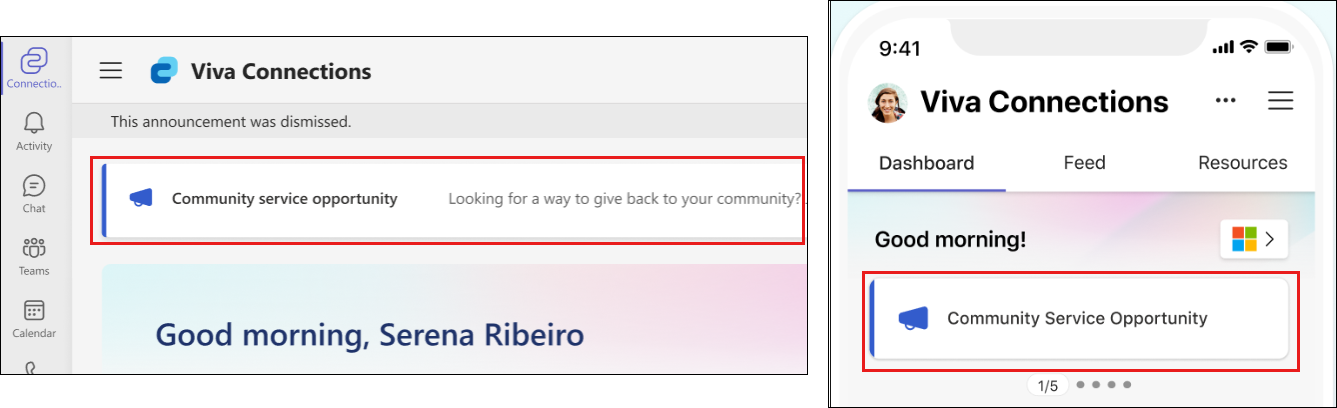 Connectio..
Activity
Chat
Teams
Calendar
Viva Connections
This announcement was dismissed.
Community service opportunity Looking for a way to give back to your community?
Good morning, Serena Ribeiro
9:41
Viva Connections
Dashboard Feed Resources
Good morning!
Community Service Opportunity
1/5